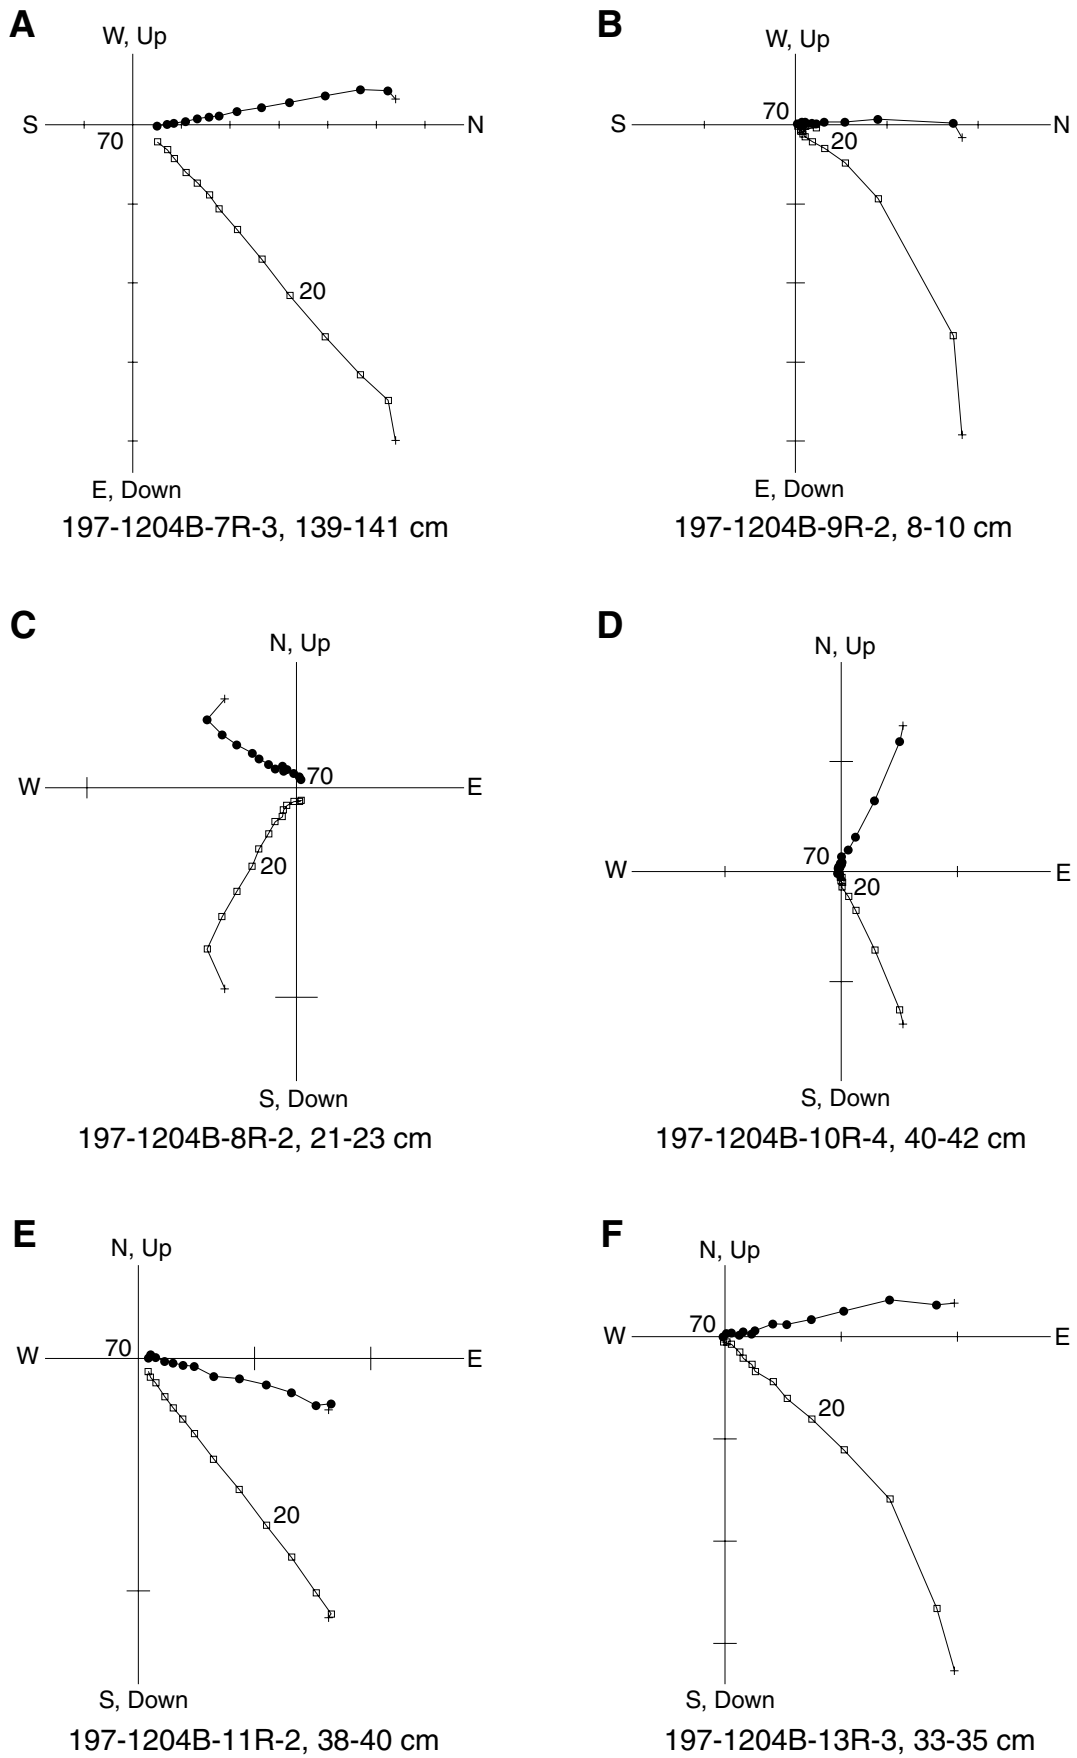 A
W, Up
S
N
70
20
E, Down
197-1204B-7R-3, 139-141 cm
B
W, Up
S
70
N
20
E, Down
197-1204B-9R-2, 8-10 cm
C
N, Up
70
W
E
20
S, Down
197-1204B-8R-2, 21-23 cm
D
N, Up
70
W
E
20
S, Down
197-1204B-10R-4, 40-42 cm
E
N, Up
70
W
E
20
S, Down
197-1204B-11R-2, 38-40 cm
F
N, Up
70
W
E
20
S, Down
197-1204B-13R-3, 33-35 cm